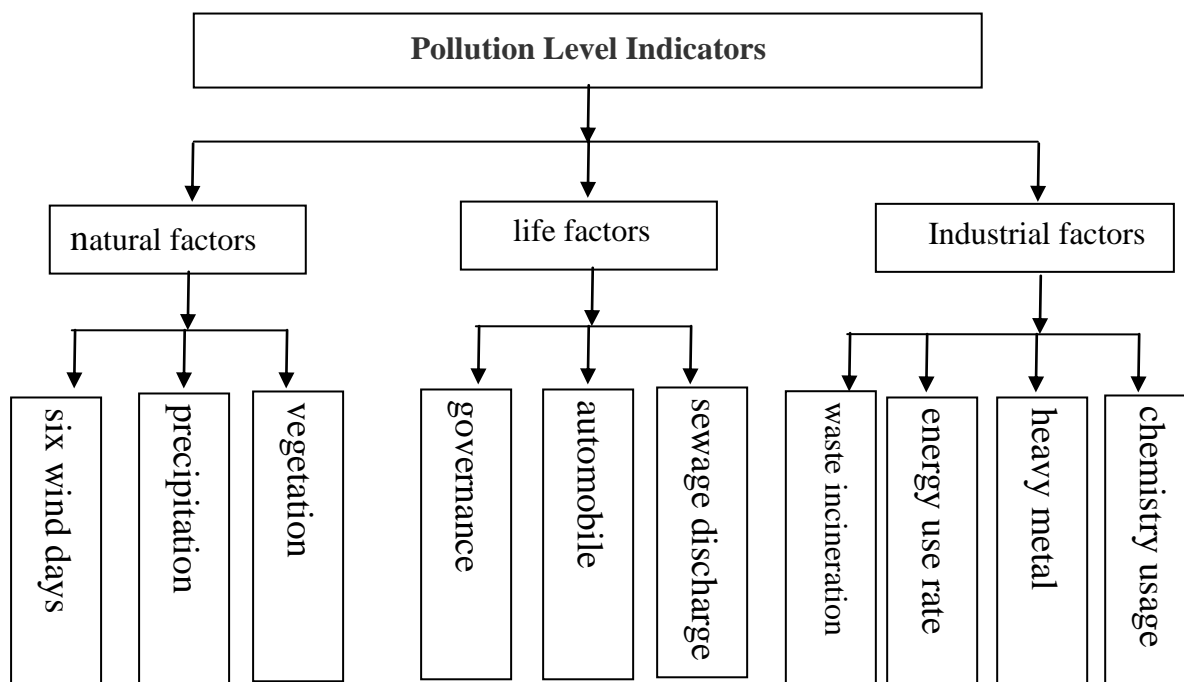 Pollution Level Indicators
natural factors
life factors
Industrial factors
six wind days
precipitation
vegetation
governance
automobile
sewage discharge
waste incineration
energy use rate
heavy metal
chemistry usage